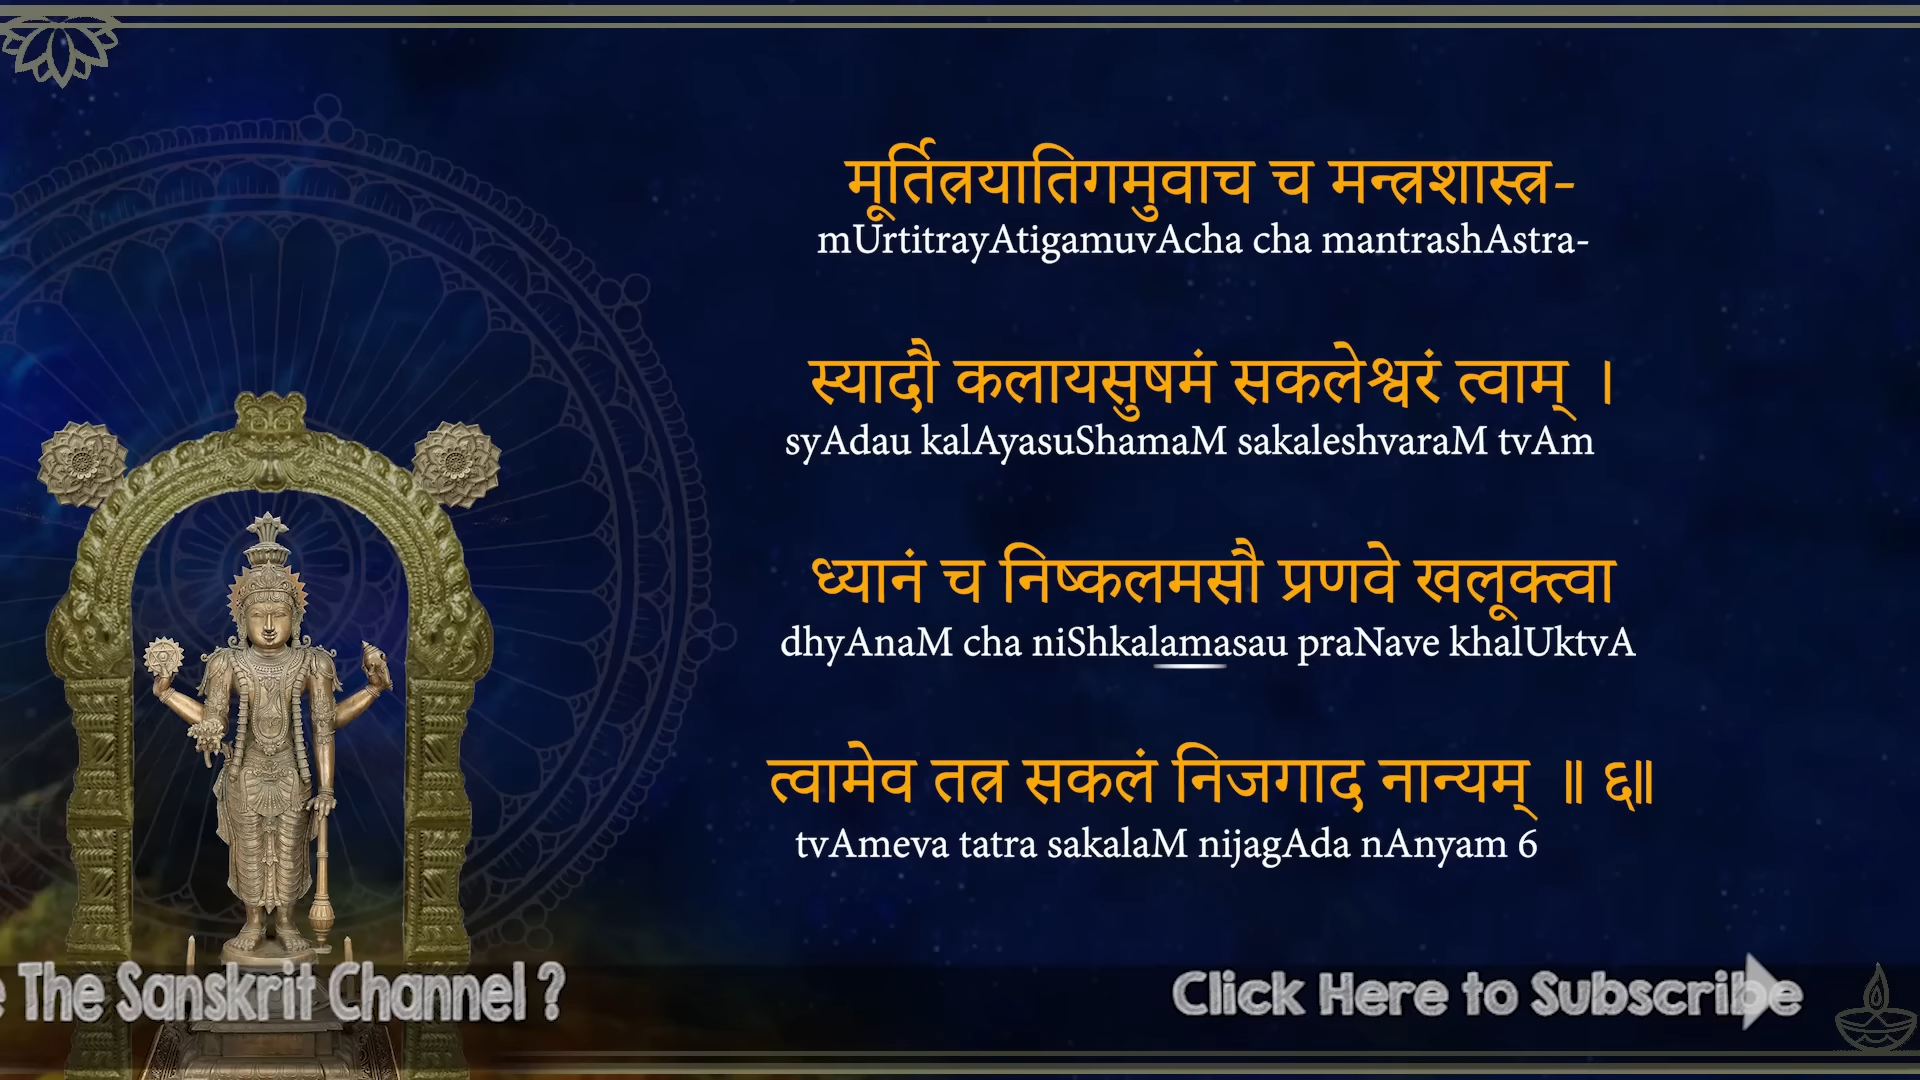 मूर्तित्रयातिगमुवाच च मन्त्रशास्त्र-
mUrtitrayAtigamuvAcha cha mantrashAstra-
स्यादौ कलायसुषमं सकलेश्वरं त्वाम् ।
syAdau kalAyasuShamaM sakaleshvaraM tvAm
ध्यानं च निष्कलमसौ प्रणवे खलूक्त्वा
dhyAnaM cha niShkalamasau praNave khalUktvA
त्वामेव तत्र सकलं निजगाद नान्यम् ॥ ६॥
tvAmeva tatra sakalaM nijagAda nAnyam 6
The Sanskrit Channel ?
Click Here to Subscribe